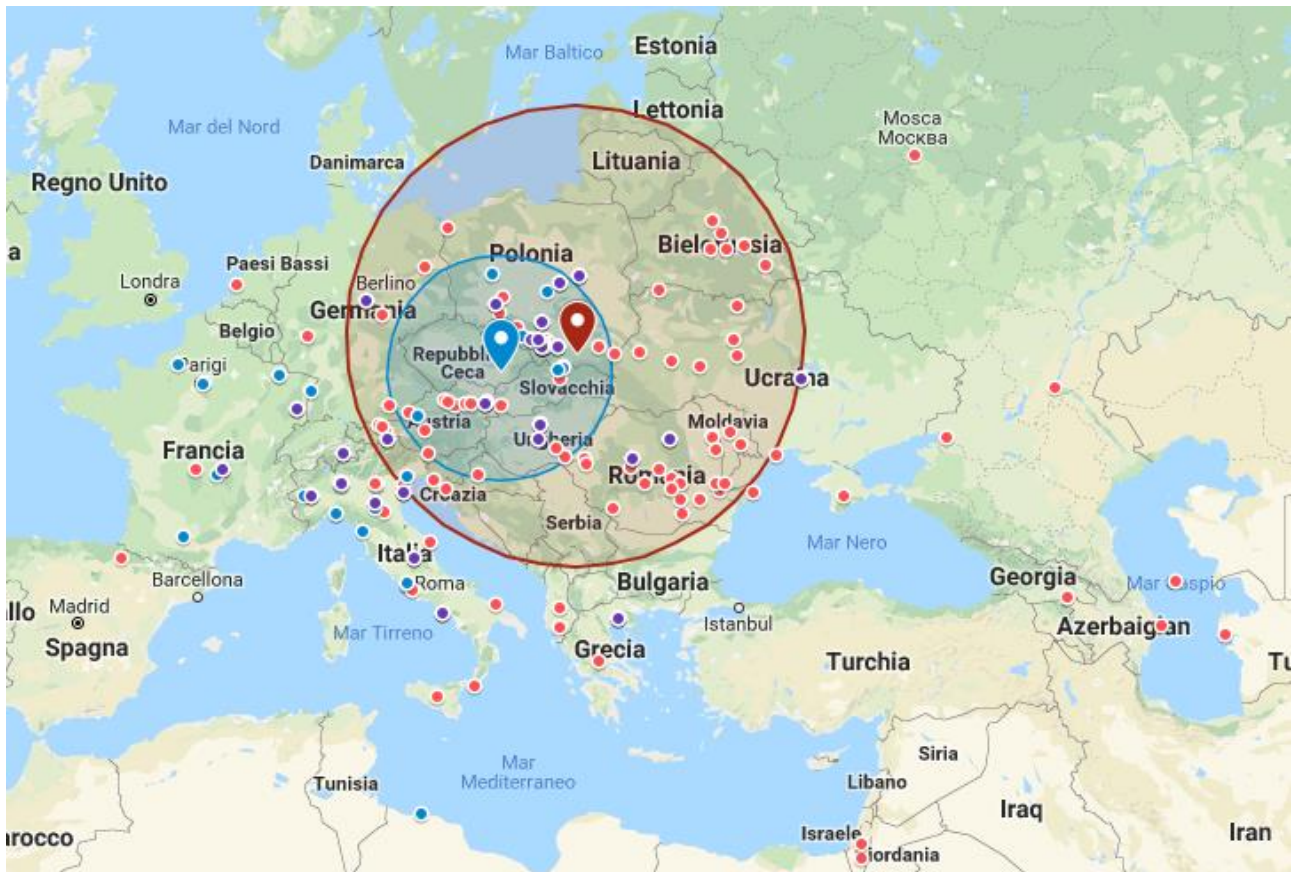 Estonia
Mar Baltico
Lettonia
Mosca
Москва
Mar del Nord
Danimarca
Lituania
Regno Unito
Bielorussia
Polonia
Paesi Bassi
Londra
Berlino
Germania
Belgio
Parigi
Repubblica
Ceca
Slovacchia
Ucraina
Austria
Moldavia
Francia
Ungheria
Romania
Croazia
Serbia
Mar Nero
Italia
Barcellona
Roma
Bulgaria
Georgia
Mar Caspio
Madrid
Istanbul
Azerbaigian
Spagna
Mar Tirreno
Grecia
Turchia
Mar
Mediterraneo
Siria
Tunisia
Libano
Iraq
Israele
Iran
Giordania